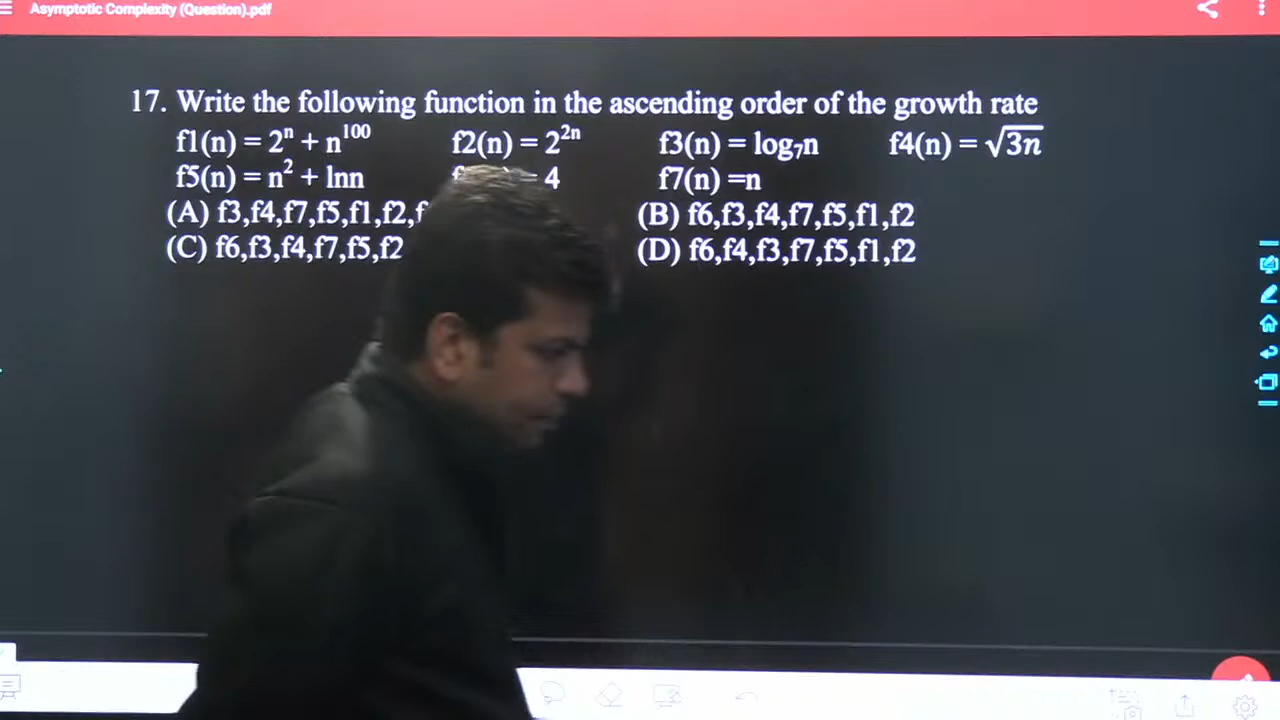 Asymptotic Complexity (Question).pdf
17. Write the following function in the ascending order of the growth rate
f1(n) = 2ⁿ + n¹⁰⁰ f2(n) = 2²ⁿ f3(n) = log₇n f4(n) = √3n
f5(n) = n² + lnn = 4 f7(n) =n
(A) f3,f4,f7,f5,f1,f2, (B) f6,f3,f4,f7,f5,f1,f2
(C) f6,f3,f4,f7,f5,f2 (D) f6,f4,f3,f7,f5,f1,f2